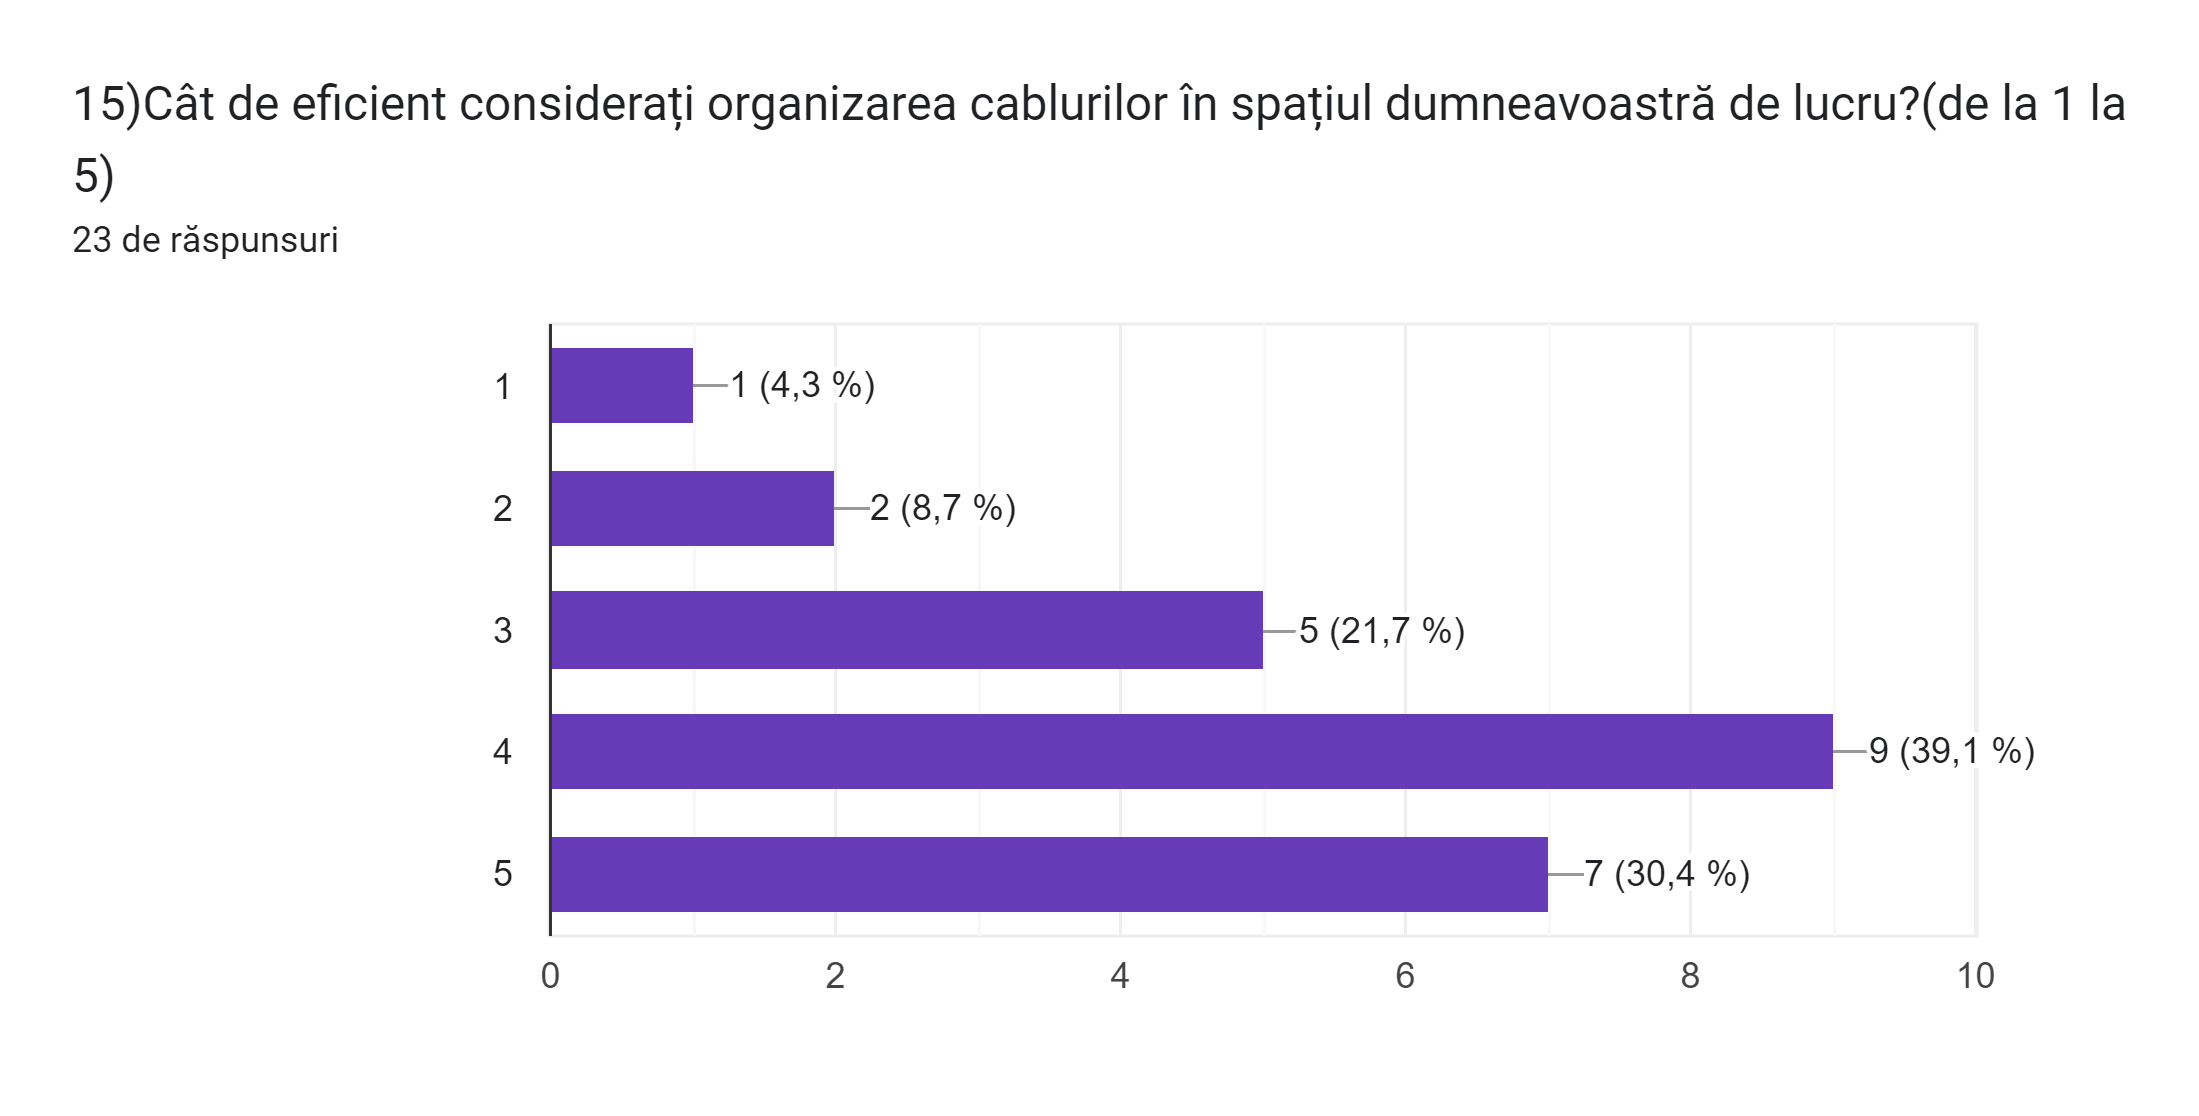 15)Cât de eficient considerați organizarea cablurilor în spațiul dumneavoastră de lucru?(de la 1 la
5)
23 de răspunsuri
1 1 (4,3 %)
2 2 (8,7 %)
3 5 (21,7 %)
4 9 (39,1 %)
5 7 (30,4 %)
0 2 4 6 8 10